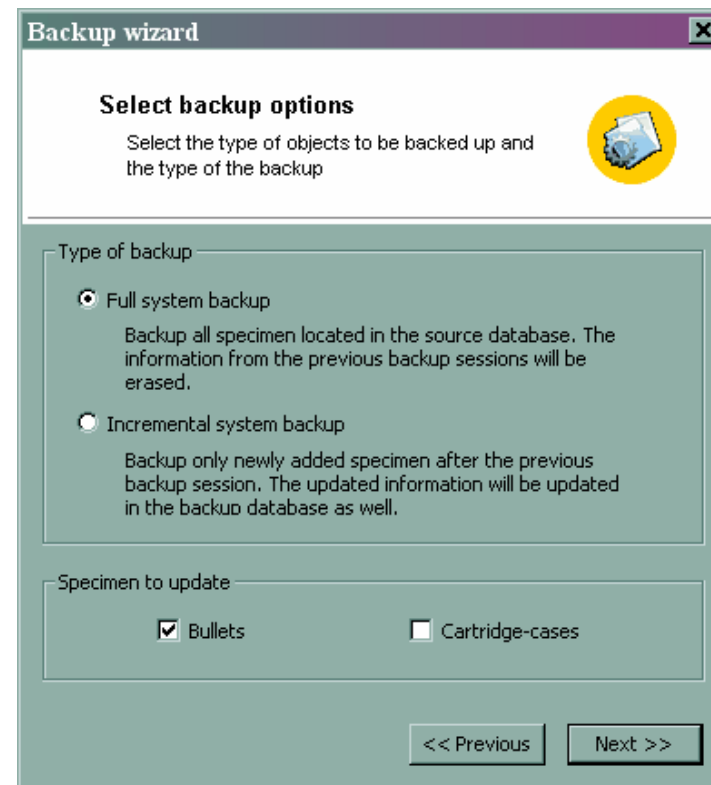 Backup wizard
Select backup options
Select the type of objects to be backed up and
the type of the backup
Type of backup
Full system backup
Backup all specimen located in the source database. The
information from the previous backup sessions will be
erased.
Incremental system backup
Backup only newly added specimen after the previous
backup session. The updated information will be updated
in the backup database as well.
Specimen to update
Bullets Cartridge-cases
<< Previous Next >>